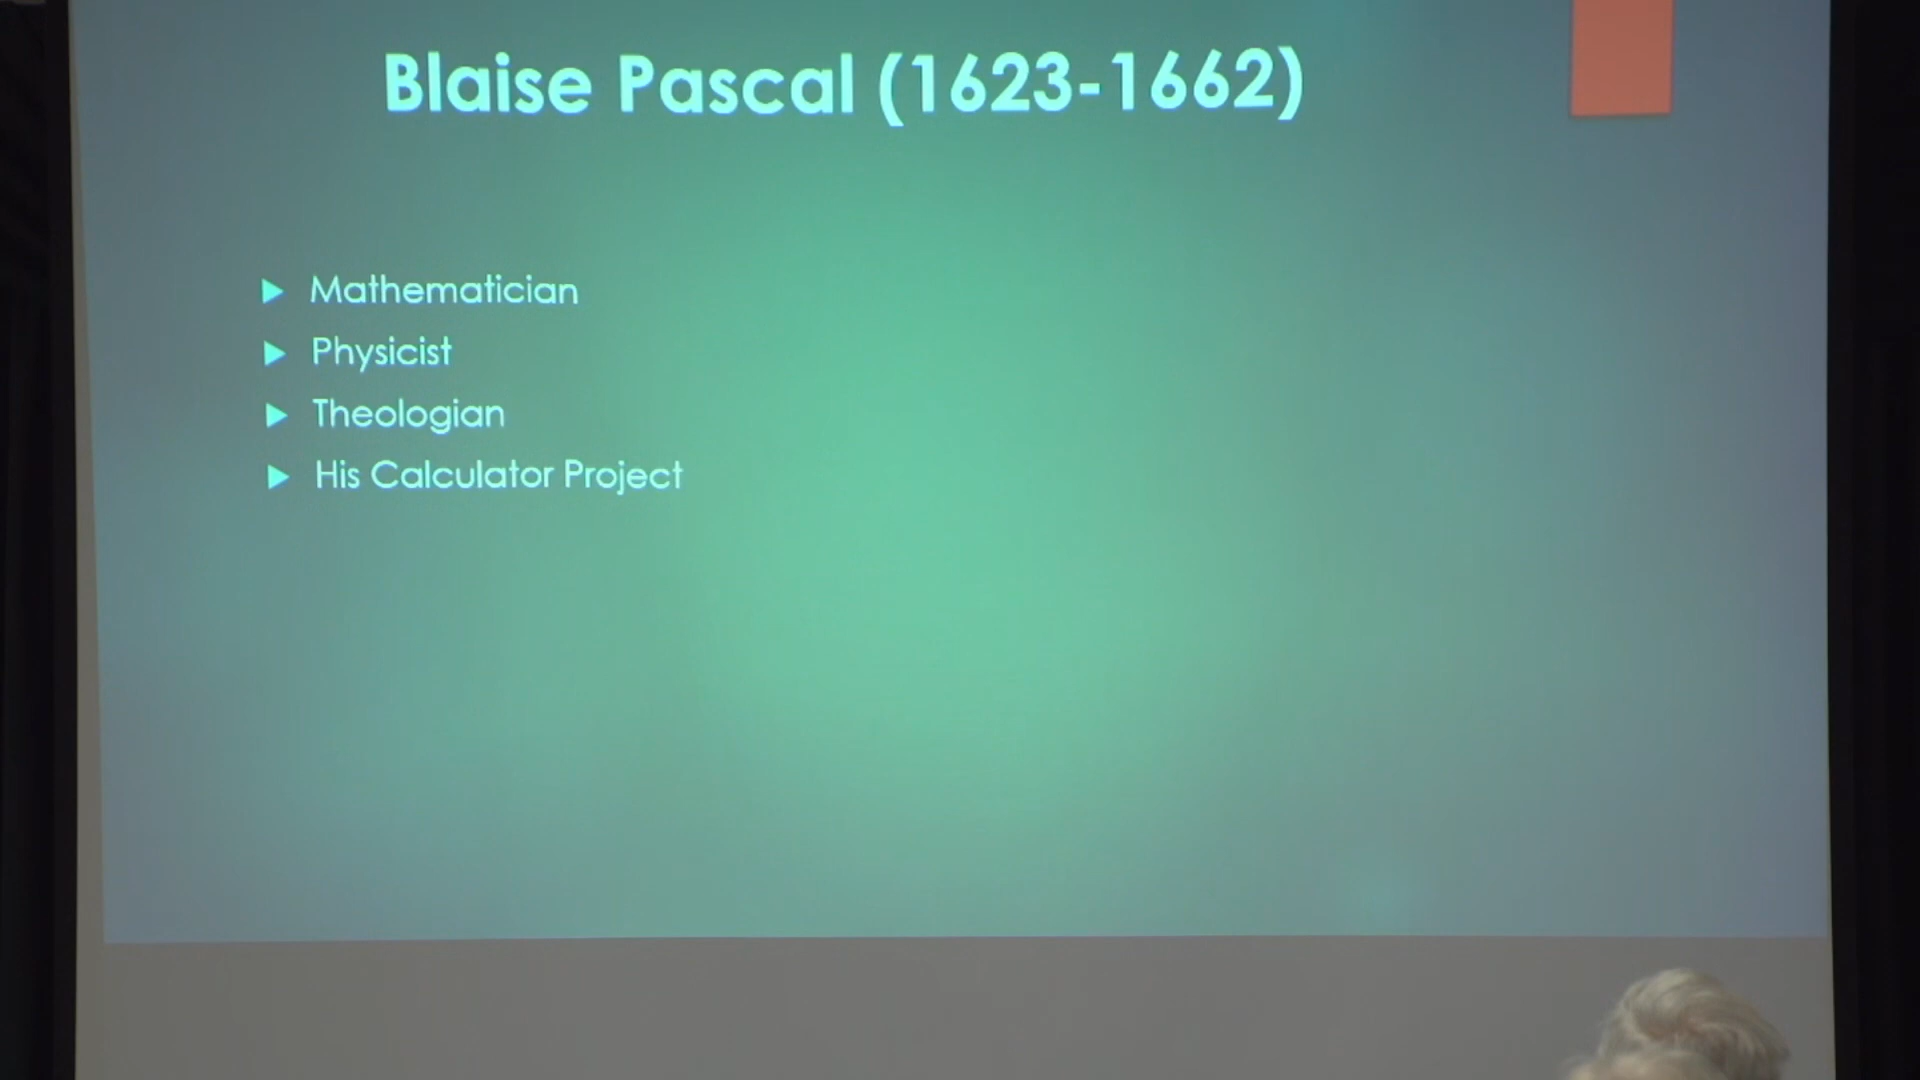 Blaise Pascal (1623-1662)
Mathematician
Physicist
Theologian
His Calculator Project